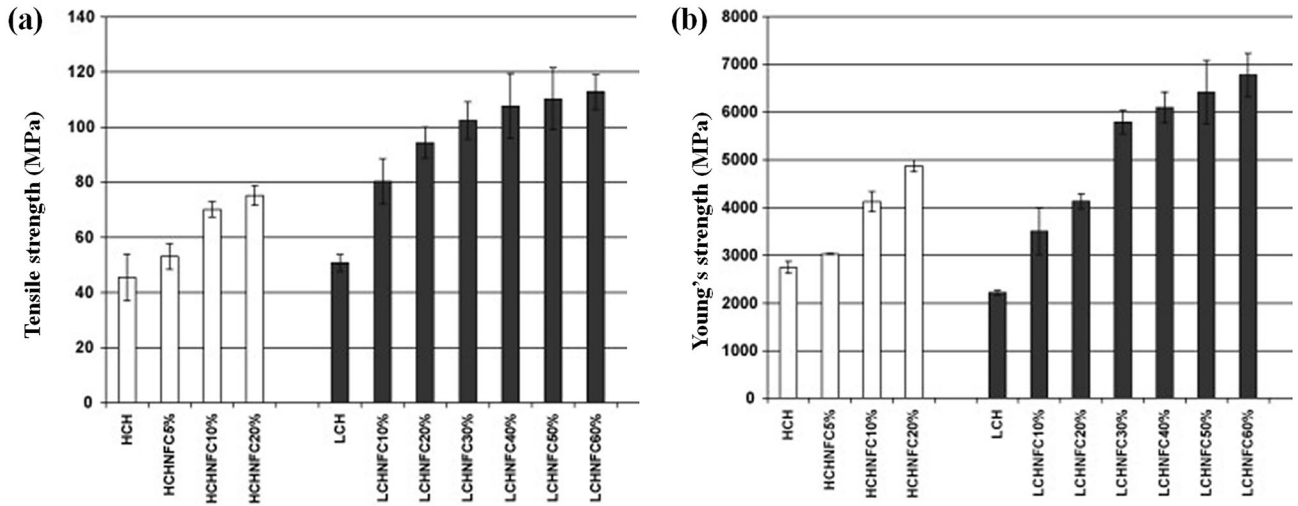 (a)
Tensile strength (MPa)
140
120
100
80
60
40
20
0
HCH
HCHNFC5%
HCHNFC10%
HCHNFC20%
LCH
LCHNFC10%
LCHNFC20%
LCHNFC30%
LCHNFC40%
LCHNFC50%
LCHNFC60%
(b)
Young's strength (MPa)
8000
7000
6000
5000
4000
3000
2000
1000
0
HCH
HCHNFC5%
HCHNFC10%
HCHNFC20%
LCH
LCHNFC10%
LCHNFC20%
LCHNFC30%
LCHNFC40%
LCHNFC50%
LCHNFC60%